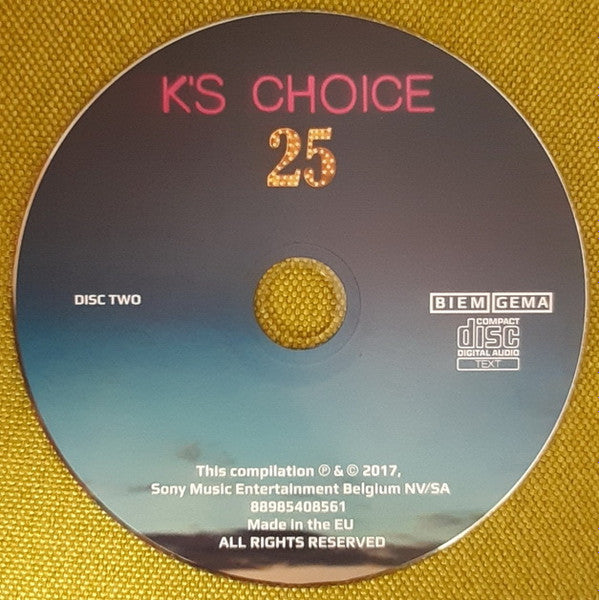 K'S CHOICE
25
DISC TWO
BIEM GEMA
COMPACT
disc
DIGITAL AUDIO
TEXT
This compilation ℗ & © 2017,
Sony Music Entertainment Belgium NV/SA
88985408561
Made in the EU
ALL RIGHTS RESERVED